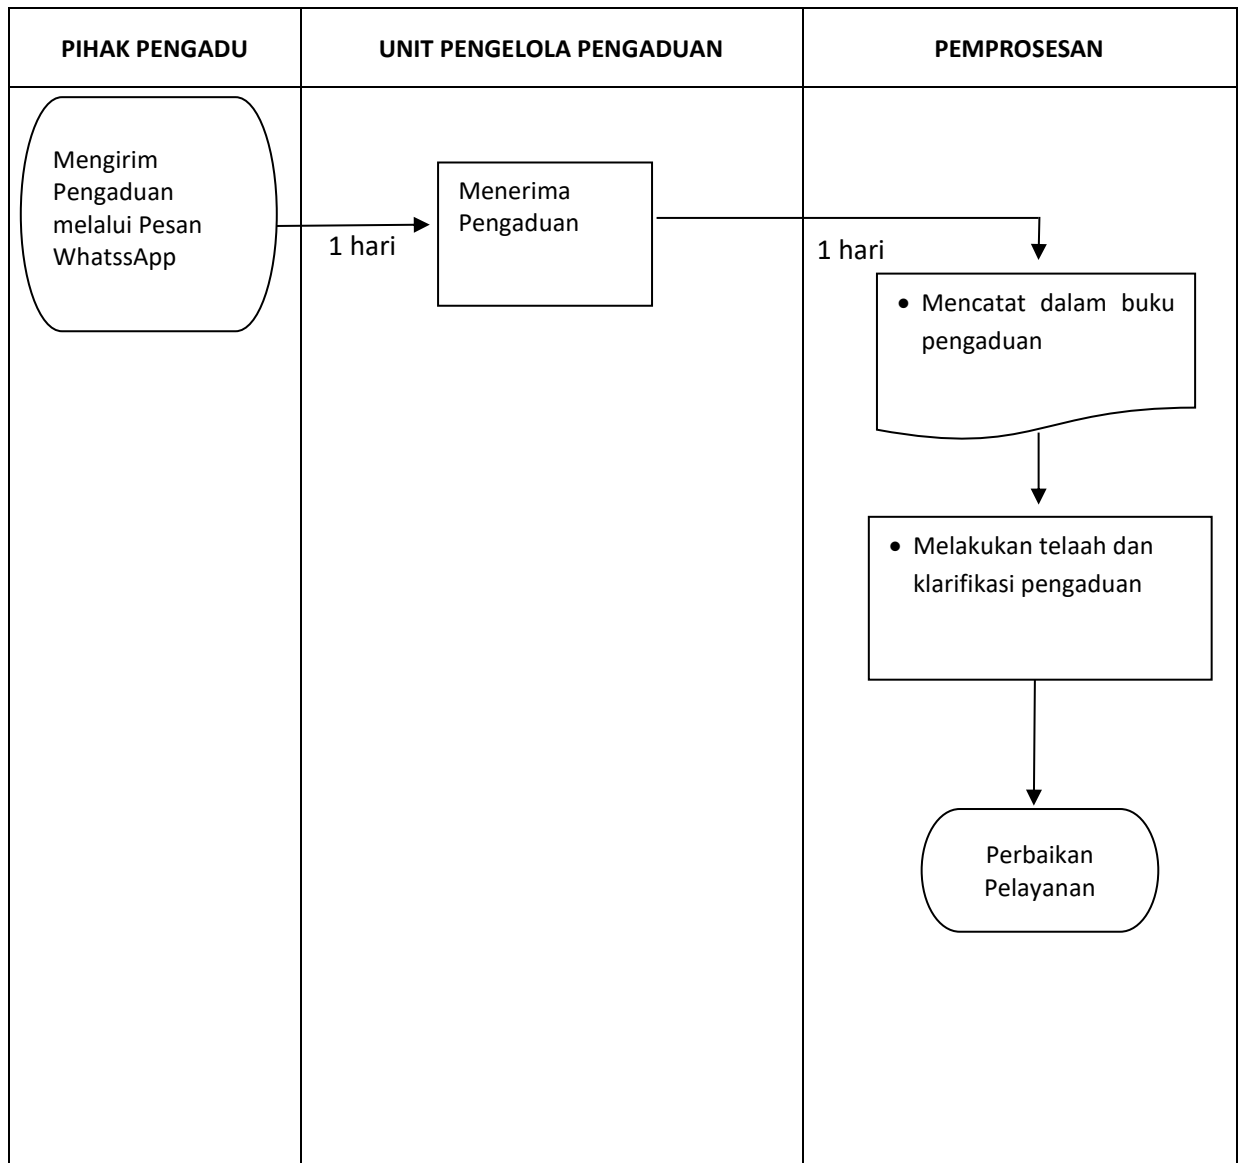 PIHAK PENGADU
UNIT PENGELOLA PENGADUAN
PEMPROSESAN
Mengirim
Pengaduan
melalui Pesan
WhatssApp
1 hari
Menerima
Pengaduan
1 hari
• Mencatat dalam buku
pengaduan
• Melakukan telaah dan
klarifikasi pengaduan
Perbaikan
Pelayanan